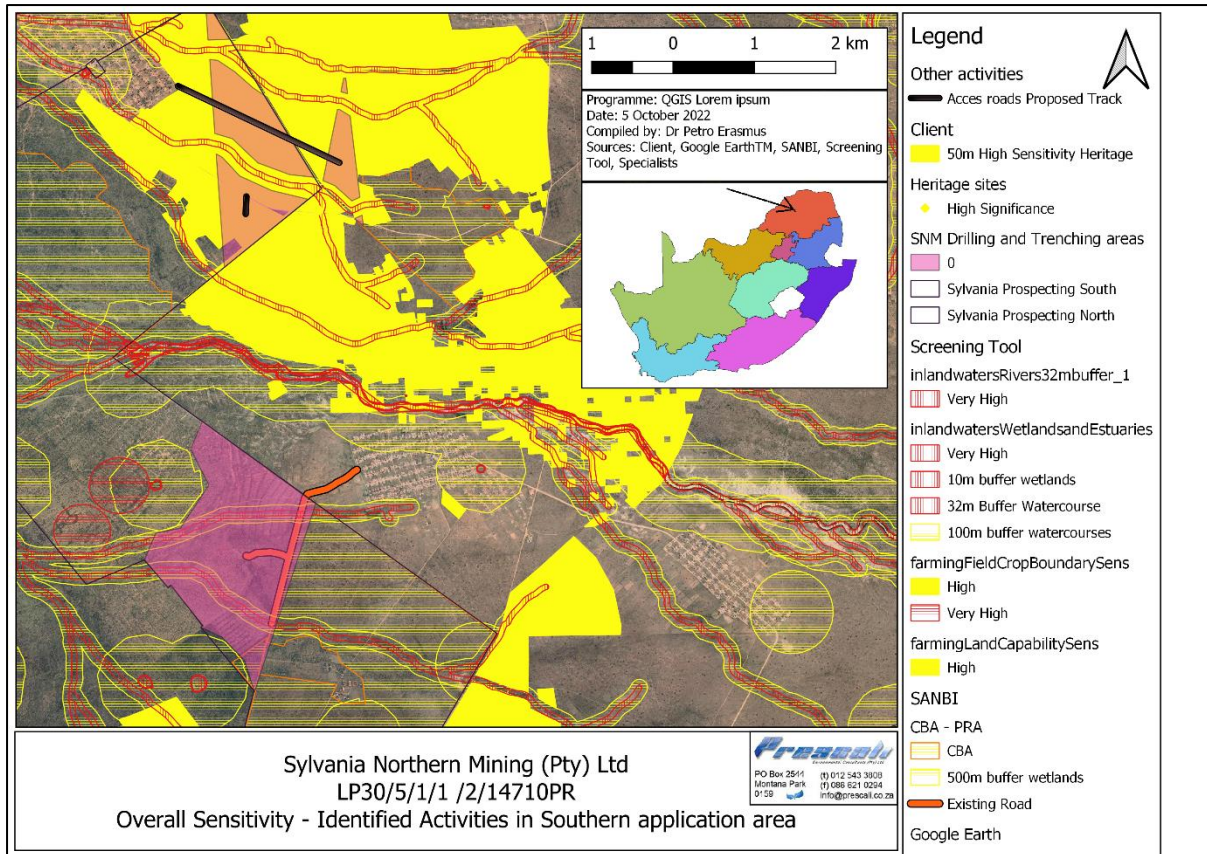 1 0 1 2 km
Programme: QGIS Lorem ipsum
Date: 5 October 2022
Compiled by: Dr Petro Erasmus
Sources: Client, Google EarthTM, SANBI, Screening
Tool, Specialists
Legend
Other activities
Acces roads Proposed Track
Client
50m High Sensitivity Heritage
Heritage sites
High Significance
SNM Drilling and Trenching areas
0
Sylvania Prospecting South
Sylvania Prospecting North
Screening Tool
inlandwatersRivers32mbuffer_1
Very High
inlandwatersWetlandsandEstuaries
Very High
10m buffer wetlands
32m Buffer Watercourse
100m buffer watercourses
farmingFieldCropBoundarySens
High
Very High
farmingLandCapabilitySens
High
SANBI
CBA - PRA
CBA
500m buffer wetlands
Existing Road
Google Earth
Sylvania Northern Mining (Pty) Ltd
LP30/5/1/1 /2/14710PR
Overall Sensitivity - Identified Activities in Southern application area
Prescali
PO Box 2544 (t) 012 543 3808
Montana Park (f) 086 621 0294
0159 info@prescali.co.za